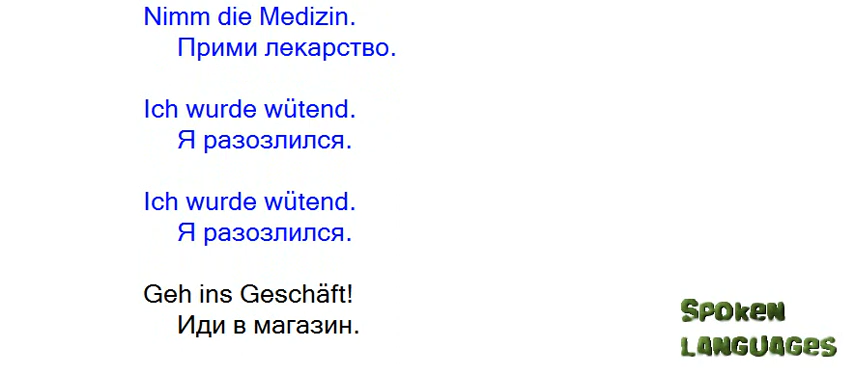 Nimm die Medizin.
Прими лекарство.
Ich wurde wütend.
Я разозлился.
Ich wurde wütend.
Я разозлился.
Geh ins Geschäft!
Иди в магазин.
Spoken
Languages